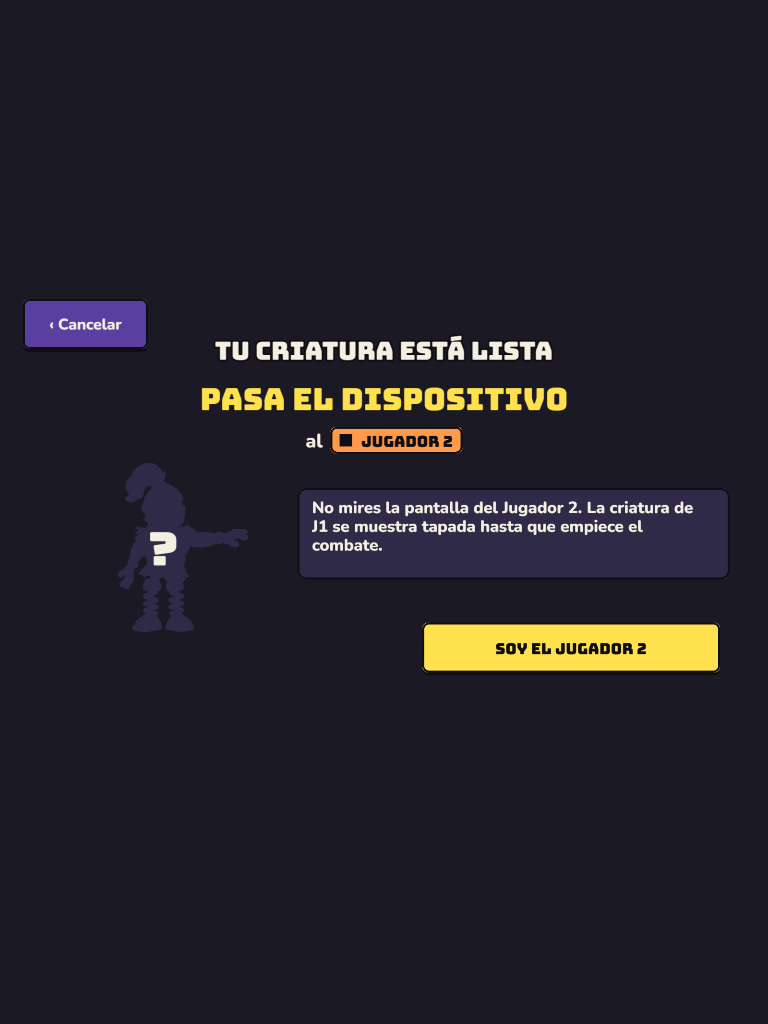 ‹ Cancelar
TU CRIATURA ESTÁ LISTA
PASA EL DISPOSITIVO
al JUGADOR 2
?
No mires la pantalla del Jugador 2. La criatura de
J1 se muestra tapada hasta que empiece el
combate.
SOY EL JUGADOR 2